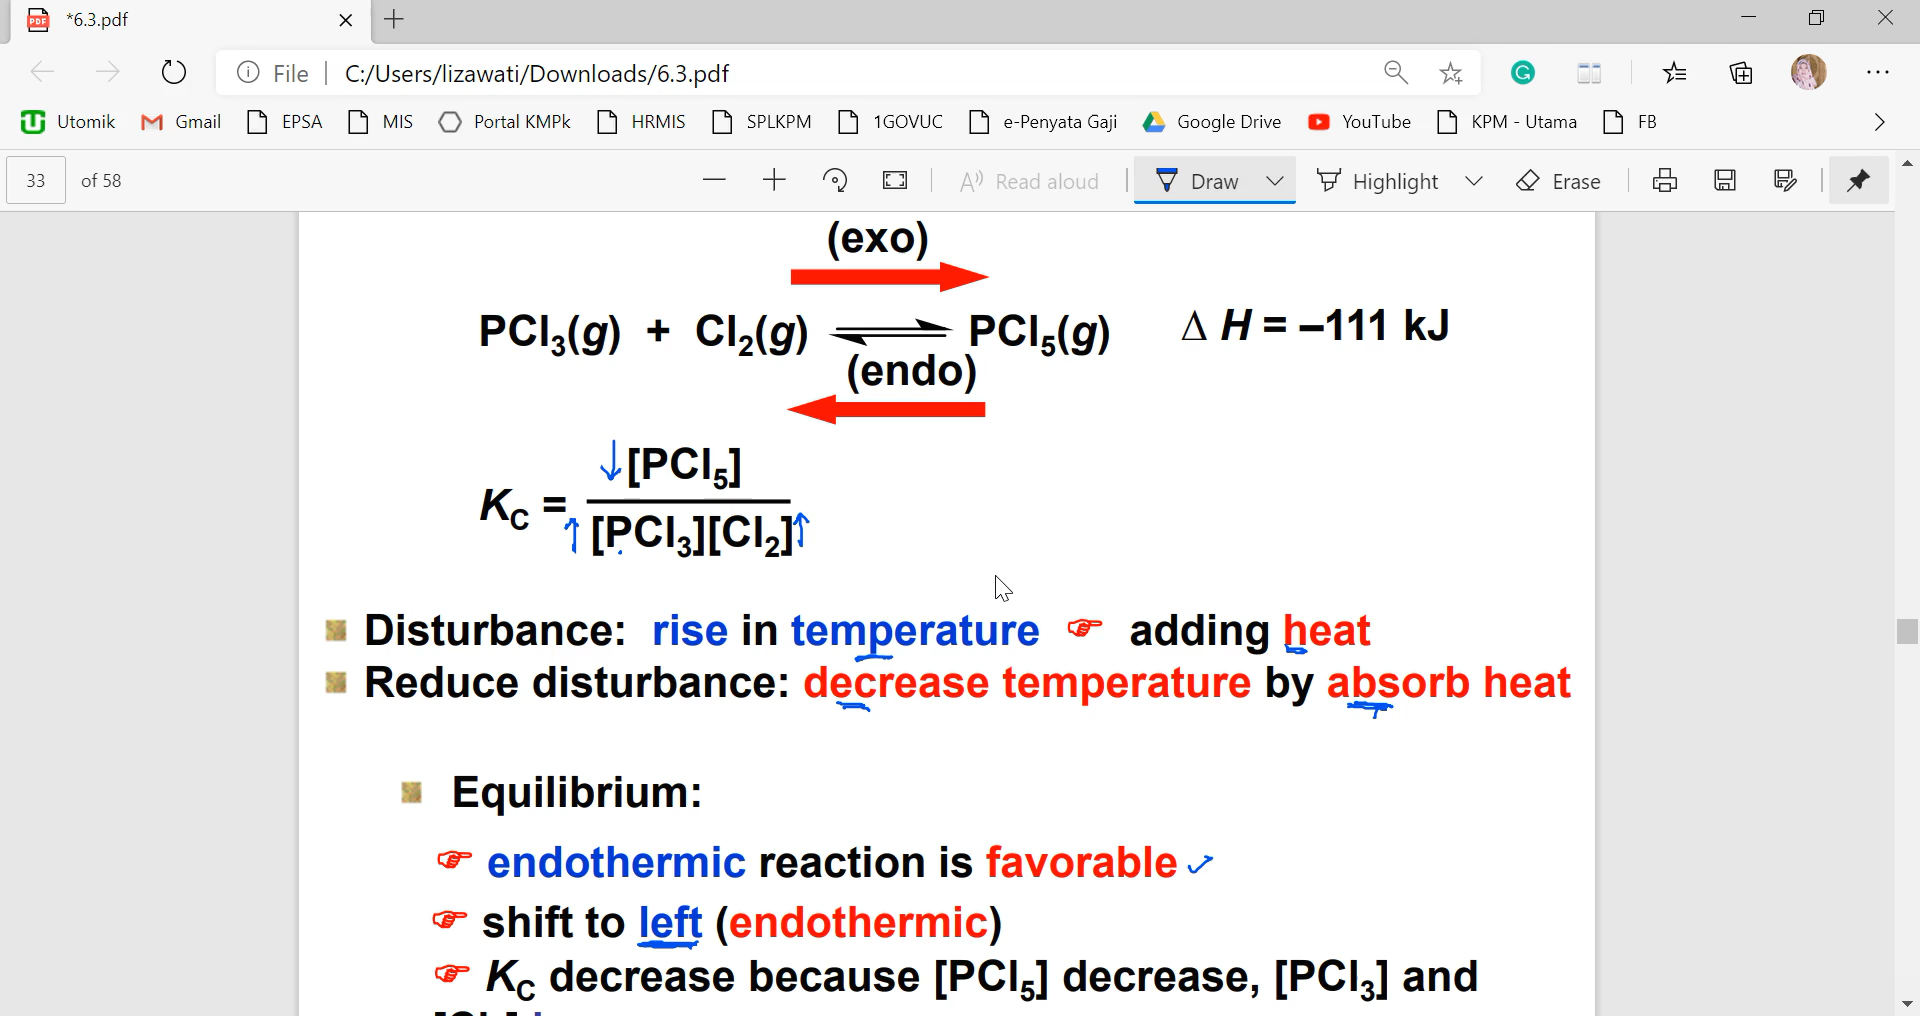 *6.3.pdf
File | C:/Users/lizawati/Downloads/6.3.pdf
Utomik Gmail EPSA MIS Portal KMPk HRMIS SPLKPM 1GOVUC e-Penyata Gaji Google Drive YouTube KPM - Utama FB
33 of 58 Read aloud Draw Highlight Erase
(exo)
PCl₃(g) + Cl₂(g) ⇌ PCl₅(g) Δ H = –111 kJ
(endo)
↓[PCl₅]
K_C =
↑[PCl₃][Cl₂]↑
Disturbance: rise in temperature ☞ adding heat
Reduce disturbance: decrease temperature by absorb heat
Equilibrium:
☞ endothermic reaction is favorable ✓
☞ shift to left (endothermic)
☞ K_C decrease because [PCl₅] decrease, [PCl₃] and